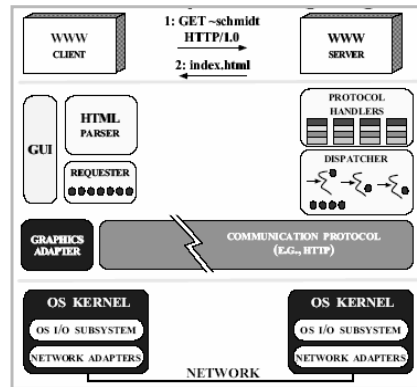 WWW
CLIENT
1: GET ~schmidt
HTTP/1.0
2: index.html
WWW
SERVER
GUI
HTML
PARSER
REQUESTER
PROTOCOL
HANDLERS
DISPATCHER
GRAPHICS
ADAPTER
COMMUNICATION PROTOCOL
(E.G., HTTP)
OS KERNEL
OS I/O SUBSYSTEM
NETWORK ADAPTERS
OS KERNEL
OS I/O SUBSYSTEM
NETWORK ADAPTERS
NETWORK